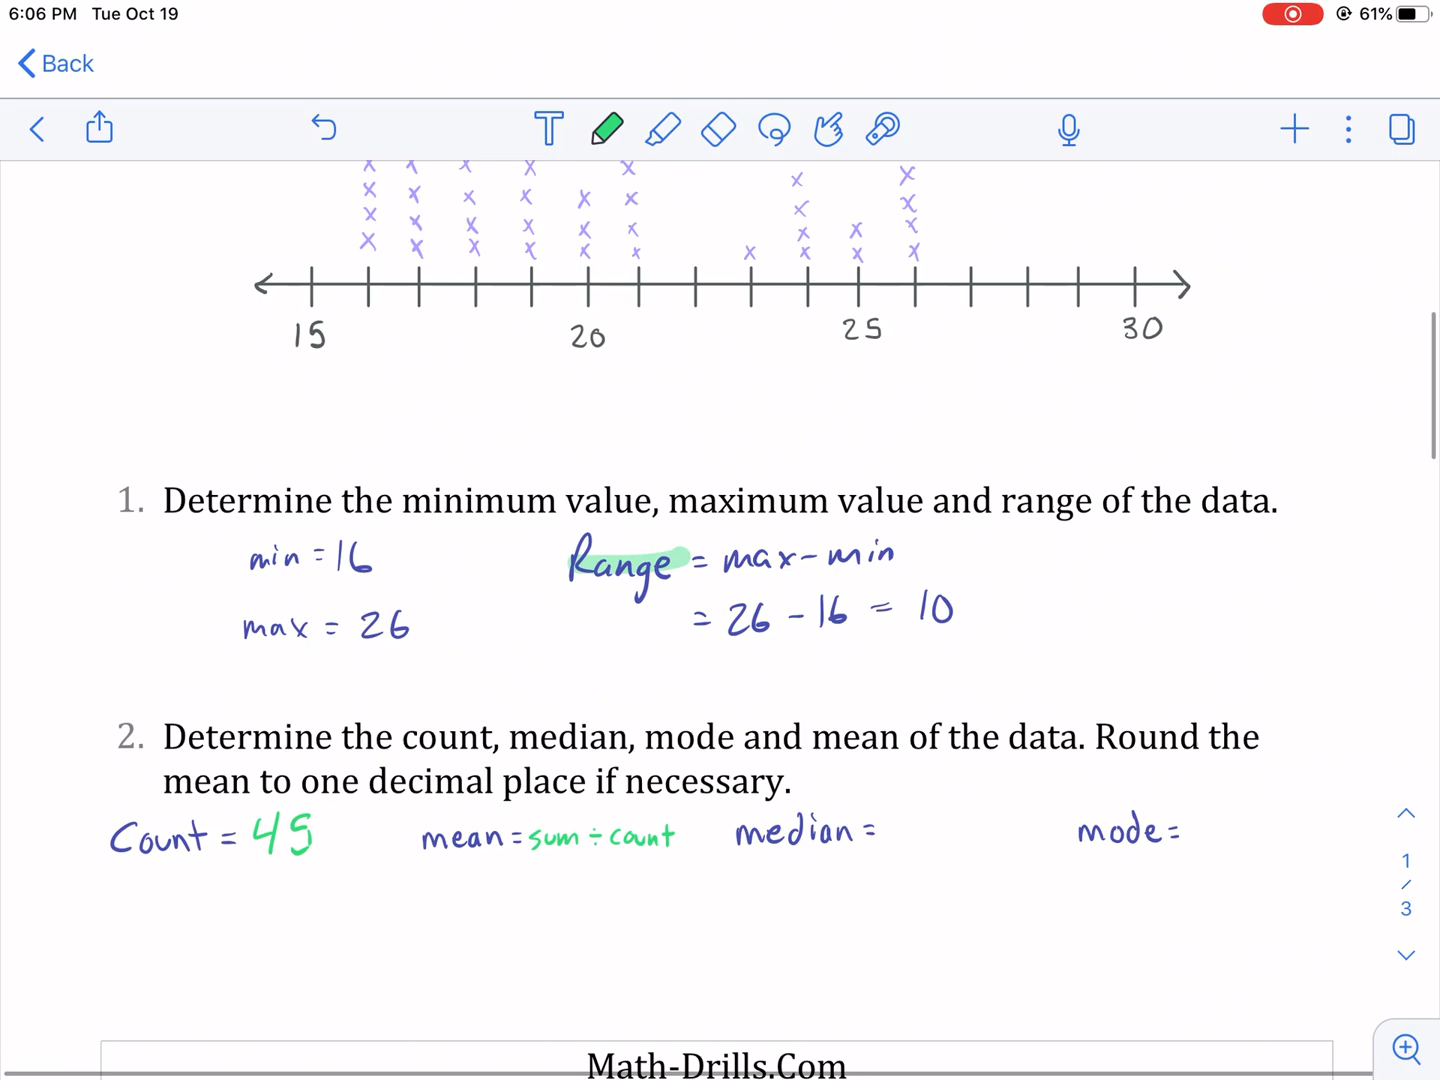 6:06 PM Tue Oct 19 61%
Back
15 20 25 30
1. Determine the minimum value, maximum value and range of the data.
min = 16 Range = max - min
max = 26 = 26 - 16 = 10
2. Determine the count, median, mode and mean of the data. Round the
mean to one decimal place if necessary.
Count = 45 mean = sum ÷ count median = mode =
1
/
3
Math-Drills.Com